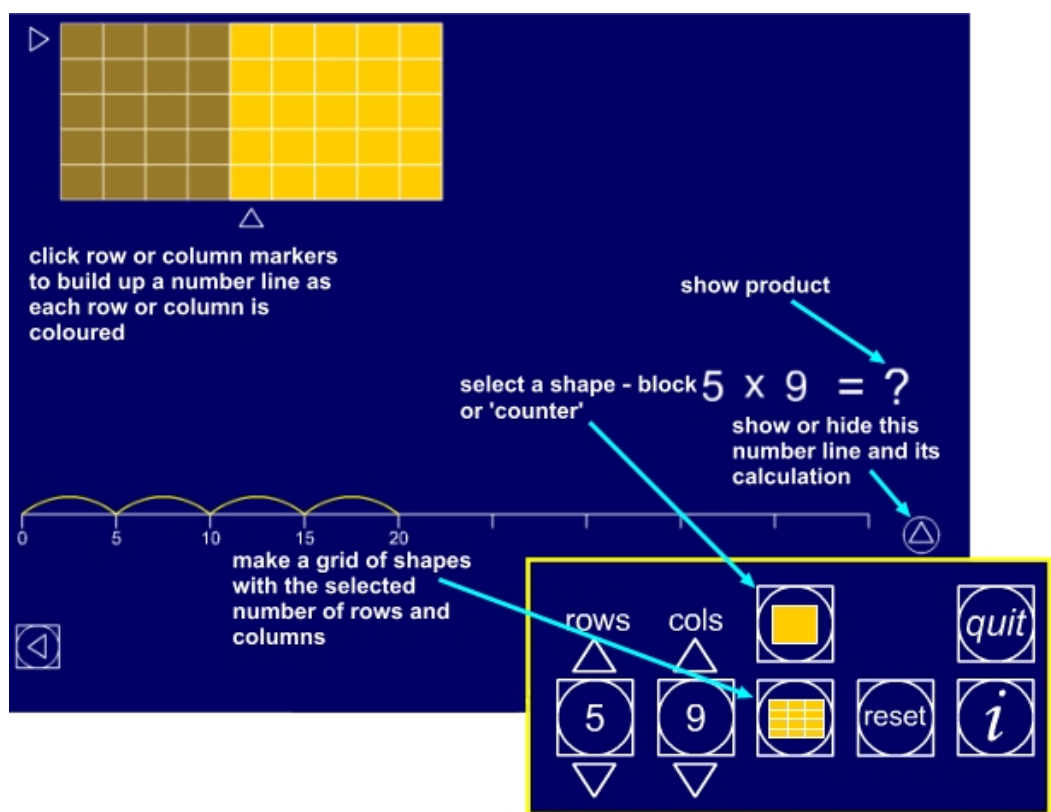 click row or column markers
to build up a number line as
each row or column is
coloured
show product
select a shape - block
or 'counter'
5 x 9 = ?
show or hide this
number line and its
calculation
0 5 10 15 20
make a grid of shapes
with the selected
number of rows and
columns
rows cols
quit
5 9 reset i